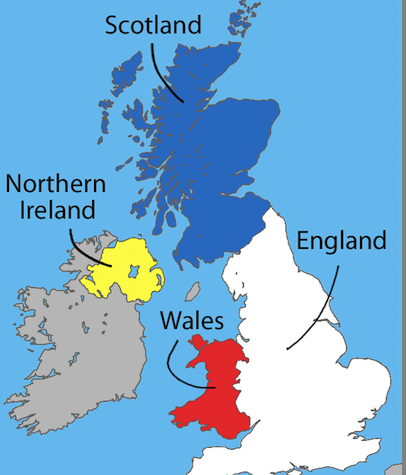 Scotland
Northern
Ireland
England
Wales